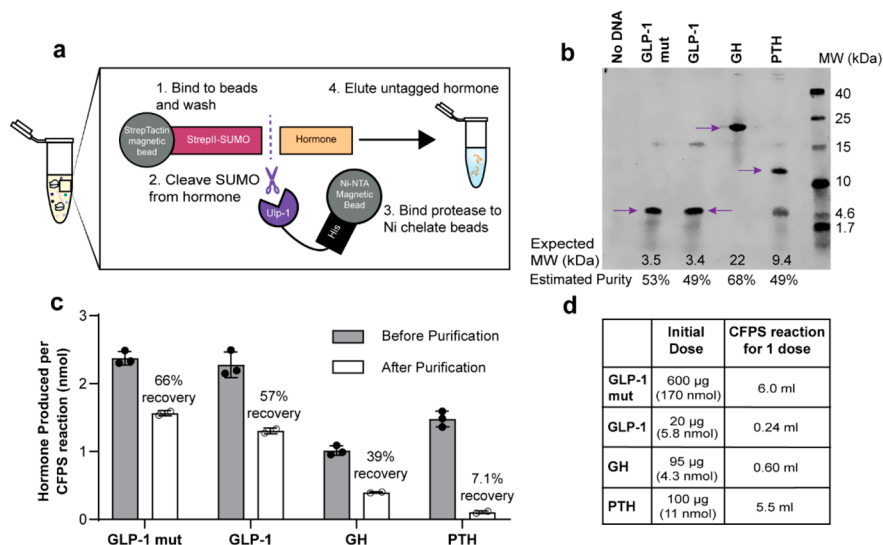 a
1. Bind to beads
and wash
4. Elute untagged hormone
StrepTactin
magnetic
bead
StrepII-SUMO
Hormone
2. Cleave SUMO
from hormone
Ulp-1
His
Ni-NTA
Magnetic
Bead
3. Bind protease to
Ni chelate beads
b
No DNA
GLP-1
mut
GLP-1
GH
PTH
MW (kDa)
40
25
15
10
4.6
1.7
Expected
MW (kDa) 3.5 3.4 22 9.4
Estimated Purity 53% 49% 68% 49%
c
Hormone Produced per
CFPS reaction (nmol)
3
2
1
0
Before Purification
After Purification
66%
recovery
57%
recovery
39%
recovery
7.1%
recovery
GLP-1 mut GLP-1 GH PTH
d
Initial
Dose
CFPS reaction
for 1 dose
GLP-1
mut
600 µg
(170 nmol)
6.0 ml
GLP-1
20 µg
(5.8 nmol)
0.24 ml
GH
95 µg
(4.3 nmol)
0.60 ml
PTH
100 µg
(11 nmol)
5.5 ml